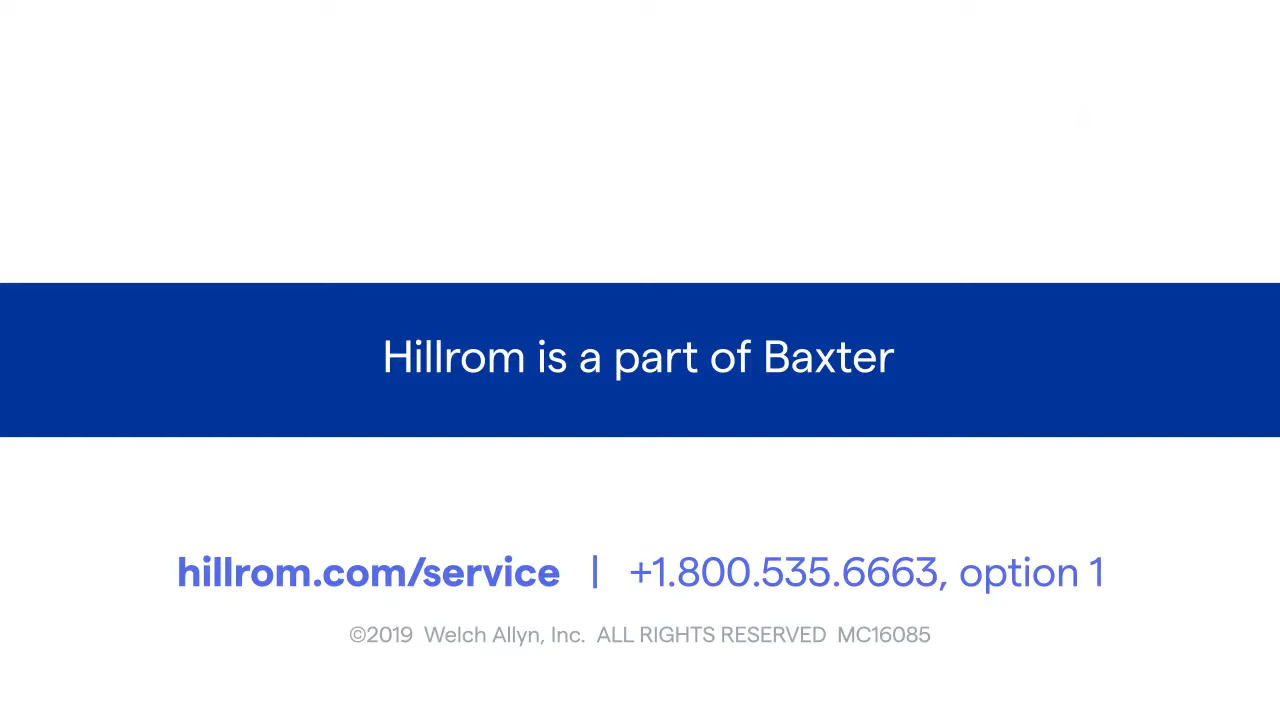 Hillrom is a part of Baxter
hillrom.com/service | +1.800.535.6663, option 1
©2019 Welch Allyn, Inc. ALL RIGHTS RESERVED MC16085